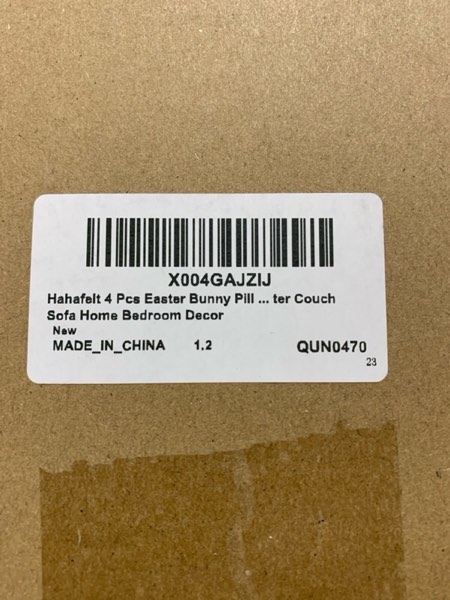 X004GAJZIJ
Hahafelt 4 Pcs Easter Bunny Pill ... ter Couch
Sofa Home Bedroom Decor
New
MADE_IN_CHINA 1.2 QUN0470
23